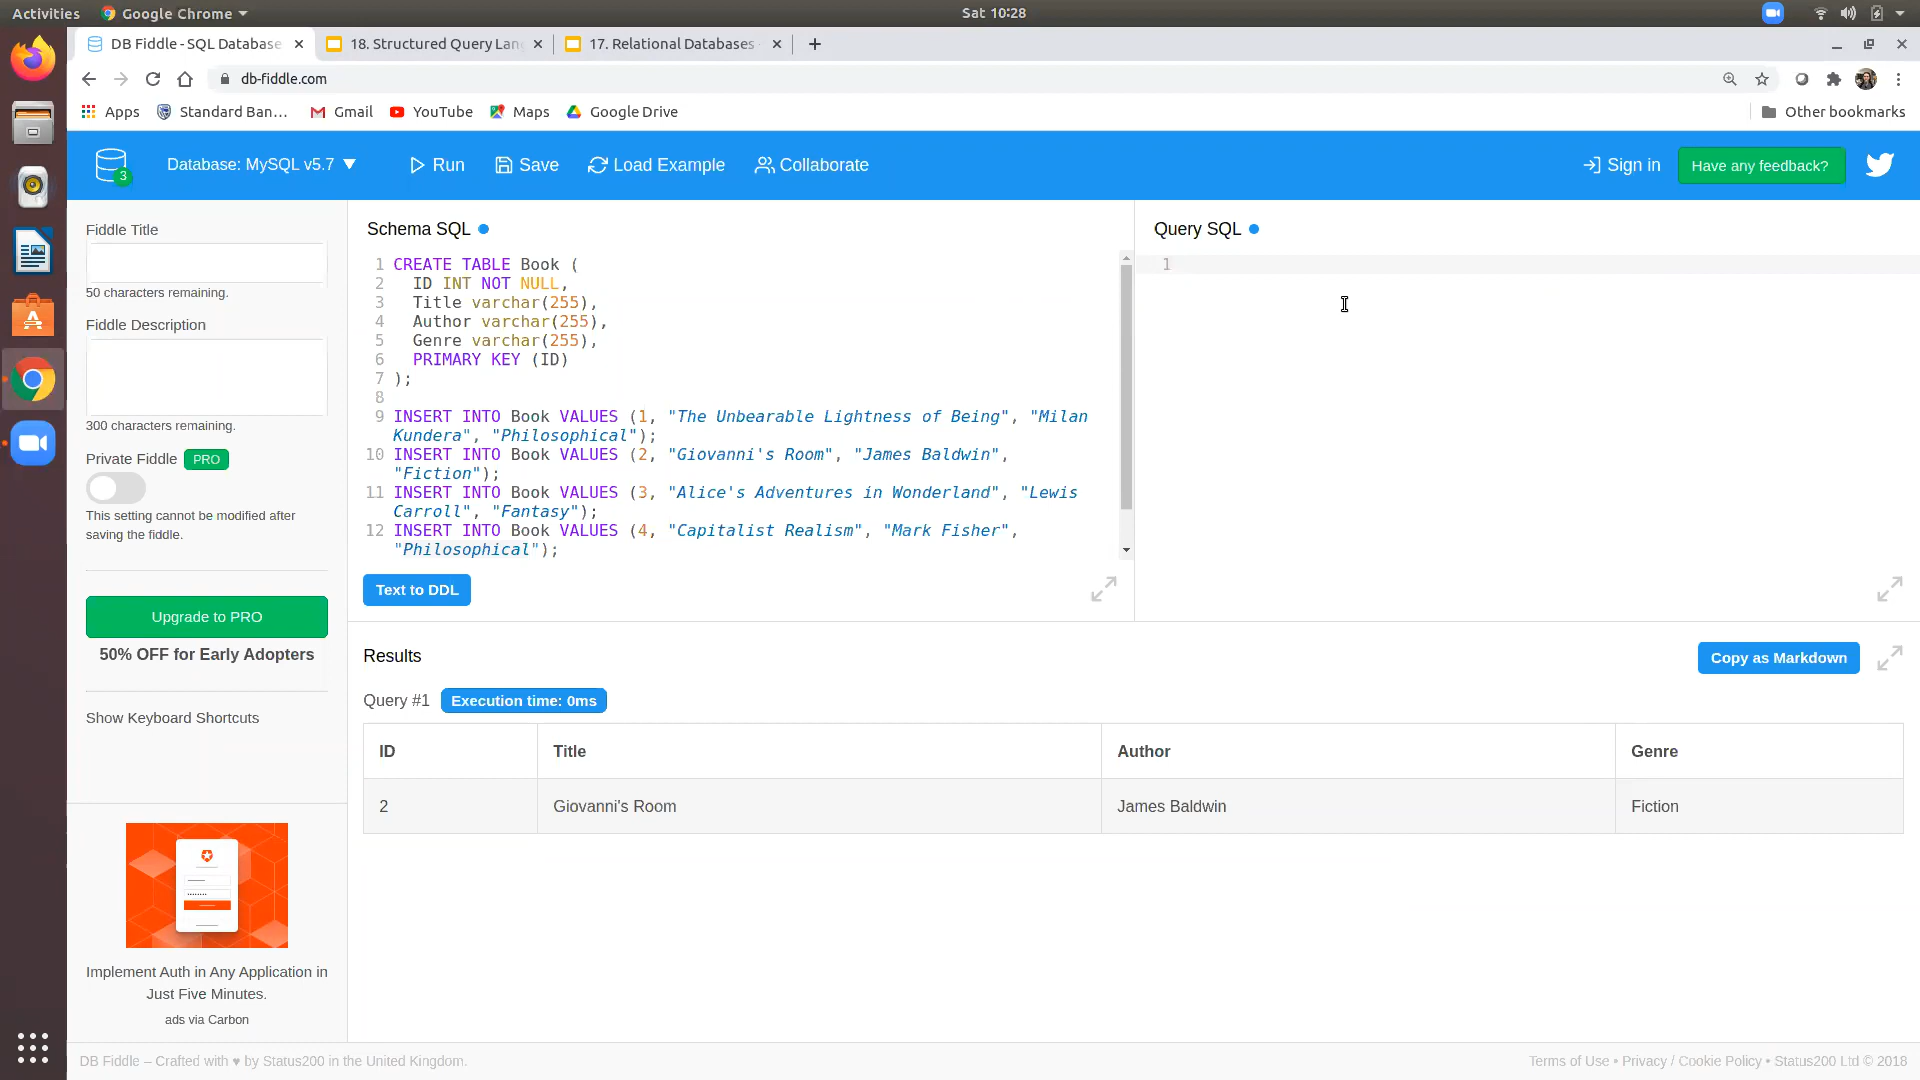 Activities
Google Chrome
Sat 10:28
DB Fiddle - SQL Database
18. Structured Query Lan
17. Relational Databases
db-fiddle.com
Apps
Standard Ban...
Gmail
YouTube
Maps
Google Drive
Other bookmarks
3
Database: MySQL v5.7
Run
Save
Load Example
Collaborate
Sign in
Have any feedback?
Fiddle Title
50 characters remaining.
Fiddle Description
300 characters remaining.
Private Fiddle PRO
This setting cannot be modified after
saving the fiddle.
Upgrade to PRO
50% OFF for Early Adopters
Show Keyboard Shortcuts
Implement Auth in Any Application in
Just Five Minutes.
ads via Carbon
Schema SQL
1 CREATE TABLE Book (
2 ID INT NOT NULL,
3 Title varchar(255),
4 Author varchar(255),
5 Genre varchar(255),
6 PRIMARY KEY (ID)
7 );
8
9 INSERT INTO Book VALUES (1, "The Unbearable Lightness of Being", "Milan
Kundera", "Philosophical");
10 INSERT INTO Book VALUES (2, "Giovanni's Room", "James Baldwin",
"Fiction");
11 INSERT INTO Book VALUES (3, "Alice's Adventures in Wonderland", "Lewis
Carroll", "Fantasy");
12 INSERT INTO Book VALUES (4, "Capitalist Realism", "Mark Fisher",
"Philosophical");
Text to DDL
Query SQL
1
Results
Copy as Markdown
Query #1 Execution time: 0ms
ID Title Author Genre
2 Giovanni's Room James Baldwin Fiction
DB Fiddle – Crafted with ♥ by Status200 in the United Kingdom.
Terms of Use • Privacy / Cookie Policy • Status200 Ltd © 2018